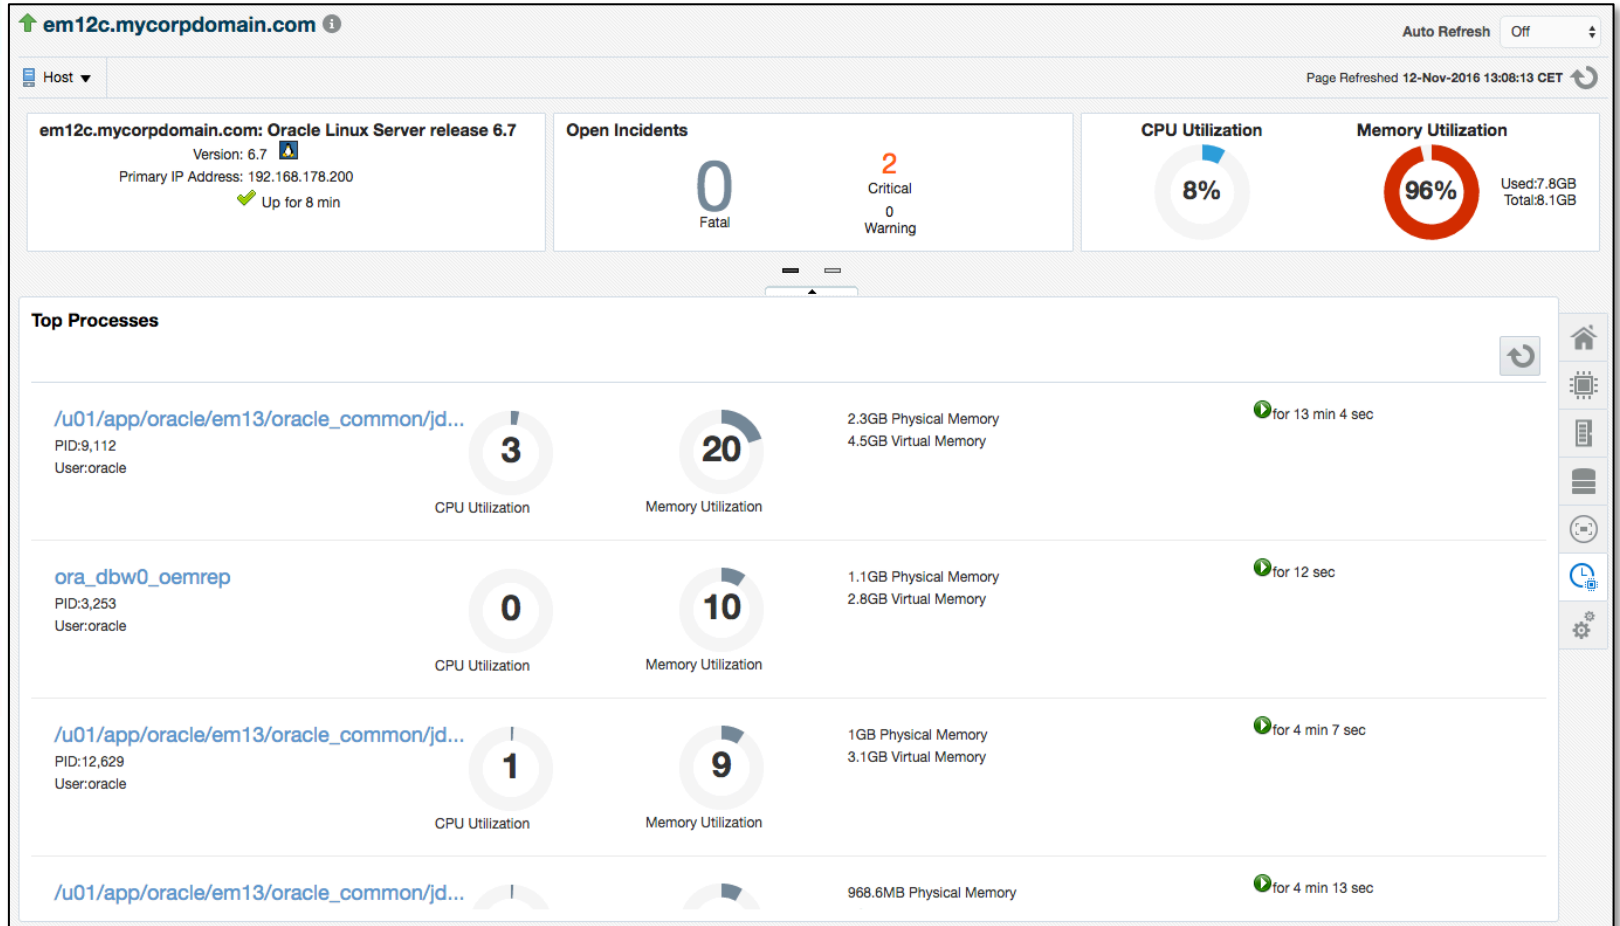 em12c.mycorpdomain.com
Auto Refresh Off
Host
Page Refreshed 12-Nov-2016 13:08:13 CET
em12c.mycorpdomain.com: Oracle Linux Server release 6.7
Version: 6.7
Primary IP Address: 192.168.178.200
Up for 8 min
Open Incidents
0
Fatal
2
Critical
0
Warning
CPU Utilization
8%
Memory Utilization
96%
Used:7.8GB
Total:8.1GB
Top Processes
/u01/app/oracle/em13/oracle_common/jd...
PID:9,112
User:oracle
3
CPU Utilization
20
Memory Utilization
2.3GB Physical Memory
4.5GB Virtual Memory
for 13 min 4 sec
ora_dbw0_oemrep
PID:3,253
User:oracle
0
CPU Utilization
10
Memory Utilization
1.1GB Physical Memory
2.8GB Virtual Memory
for 12 sec
/u01/app/oracle/em13/oracle_common/jd...
PID:12,629
User:oracle
1
CPU Utilization
9
Memory Utilization
1GB Physical Memory
3.1GB Virtual Memory
for 4 min 7 sec
/u01/app/oracle/em13/oracle_common/jd...
968.6MB Physical Memory
for 4 min 13 sec